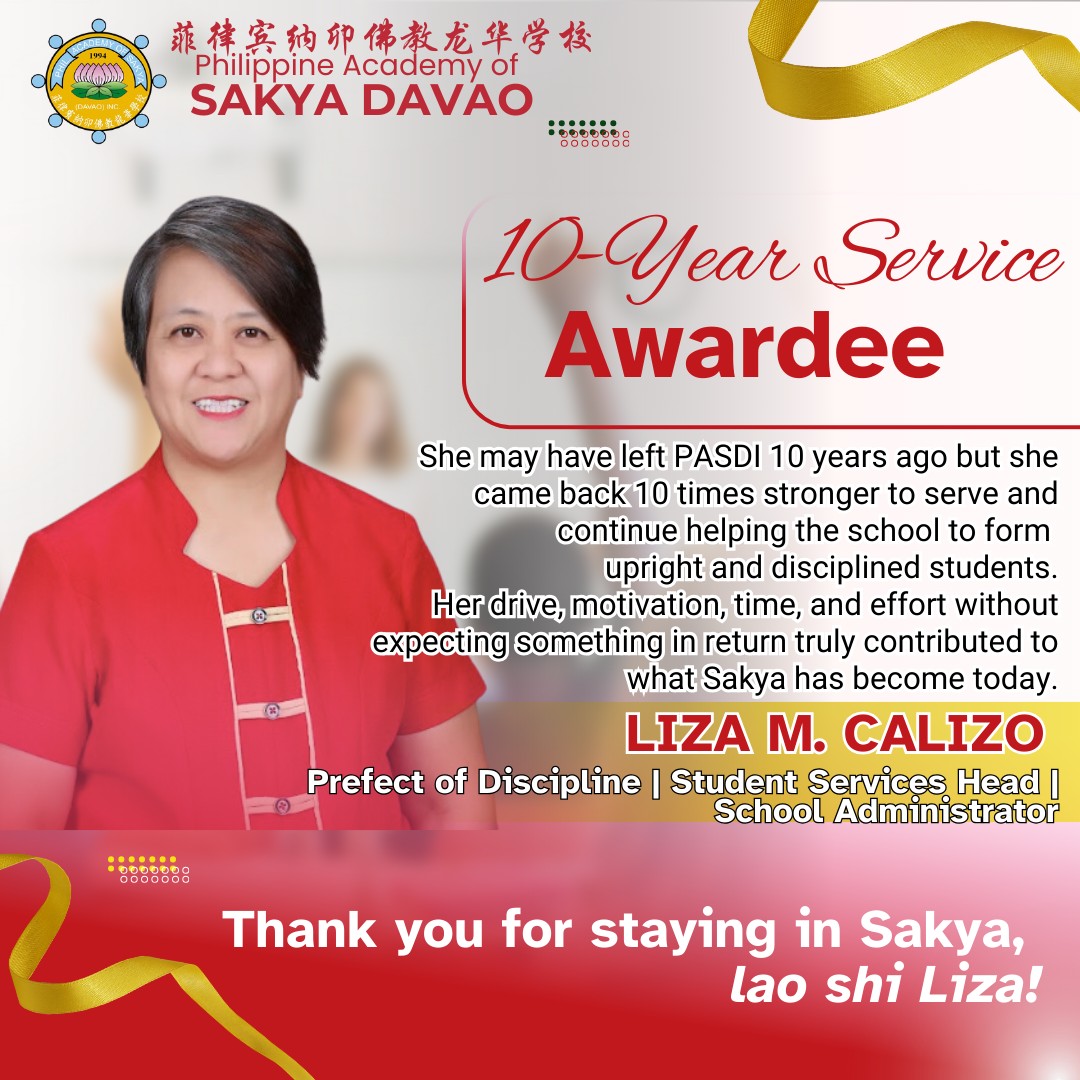 菲律宾纳卯佛教龙华学校
Philippine Academy of
SAKYA DAVAO
1994
(DAVAO) INC.
10-Year Service
Awardee
She may have left PASDI 10 years ago but she
came back 10 times stronger to serve and
continue helping the school to form
upright and disciplined students.
Her drive, motivation, time, and effort without
expecting something in return truly contributed to
what Sakya has become today.
LIZA M. CALIZO
Prefect of Discipline | Student Services Head |
School Administrator
Thank you for staying in Sakya,
lao shi Liza!